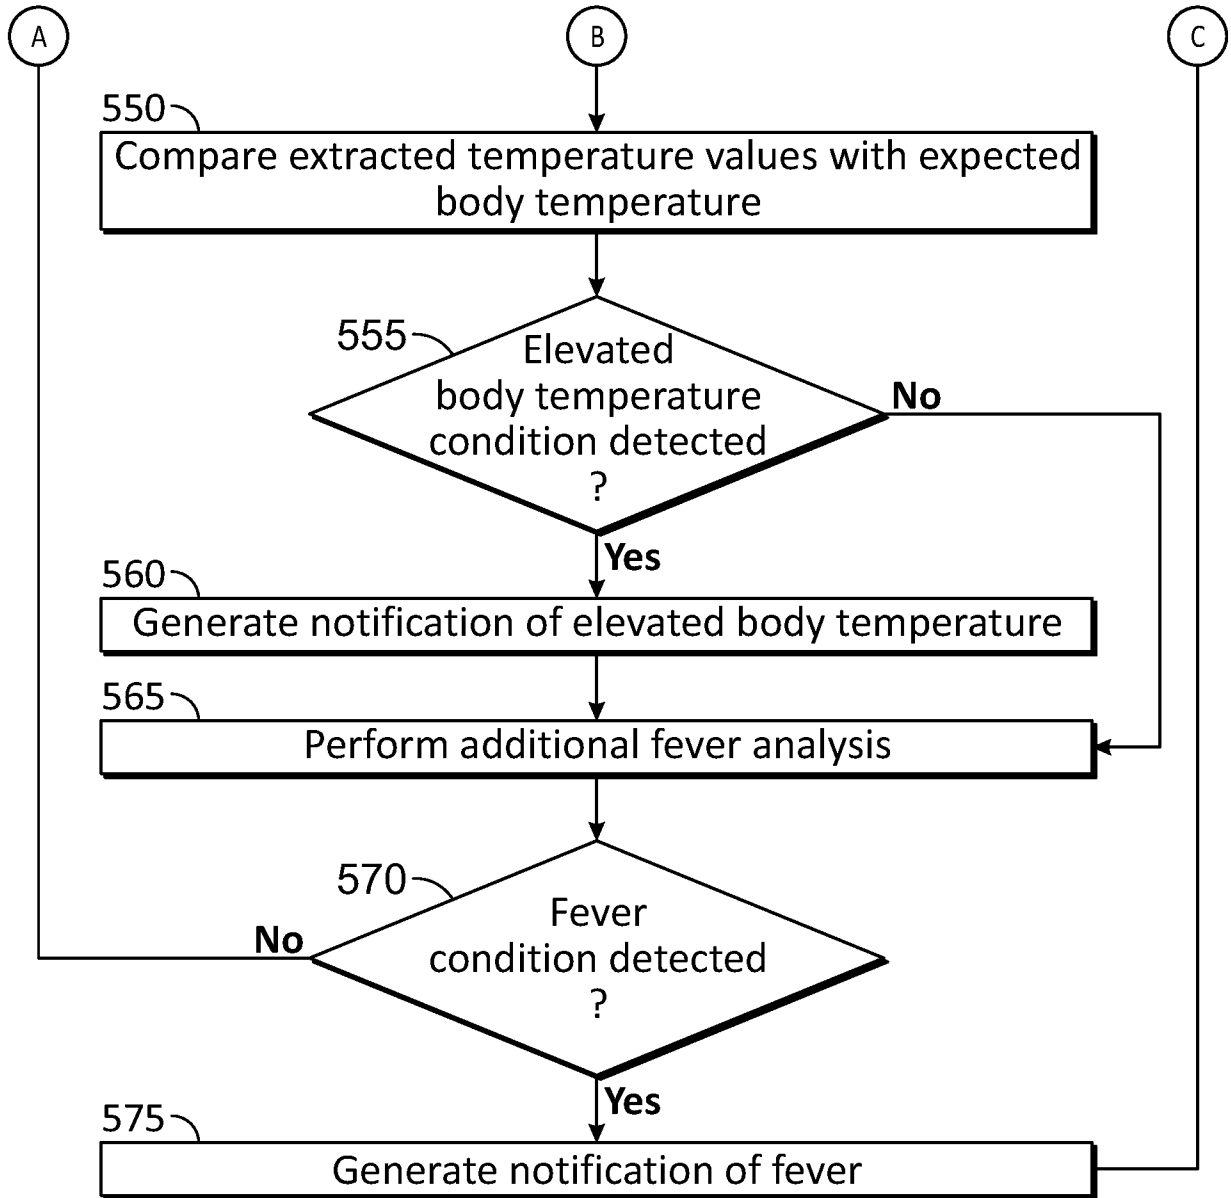 A
B
C
550
Compare extracted temperature values with expected
body temperature
555
Elevated
body temperature
condition detected
?
No
Yes
560
Generate notification of elevated body temperature
565
Perform additional fever analysis
570
Fever
condition detected
?
No
Yes
575
Generate notification of fever